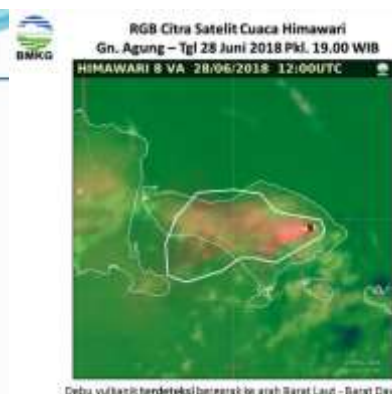 BMKG
RGB Citra Satelit Cuaca Himawari
Gn. Agung – Tgl 28 Juni 2018 Pkl. 19.00 WIB
HIMAWARI 8 VA 28/06/2018 12:00UTC
Debu vulkanik terdeteksi bergerak ke arah Barat Laut - Barat